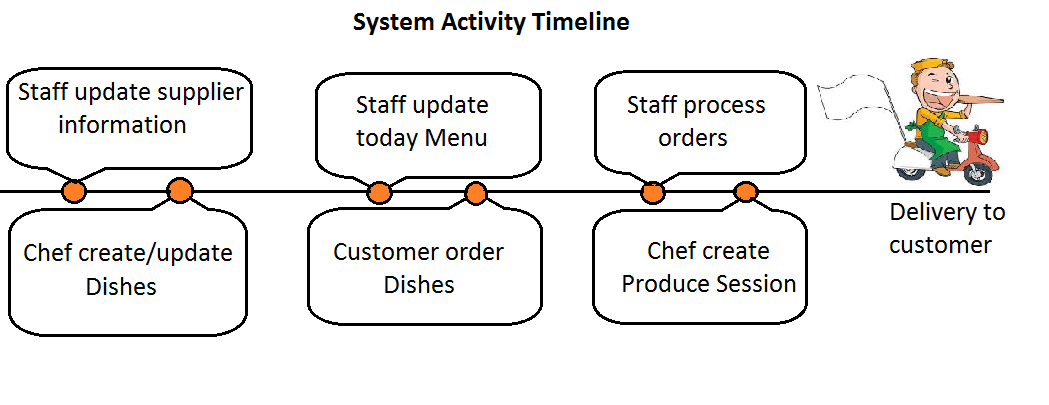 System Activity Timeline
Staff update supplier
information
Chef create/update
Dishes
Staff update
today Menu
Customer order
Dishes
Staff process
orders
Chef create
Produce Session
Delivery to
customer